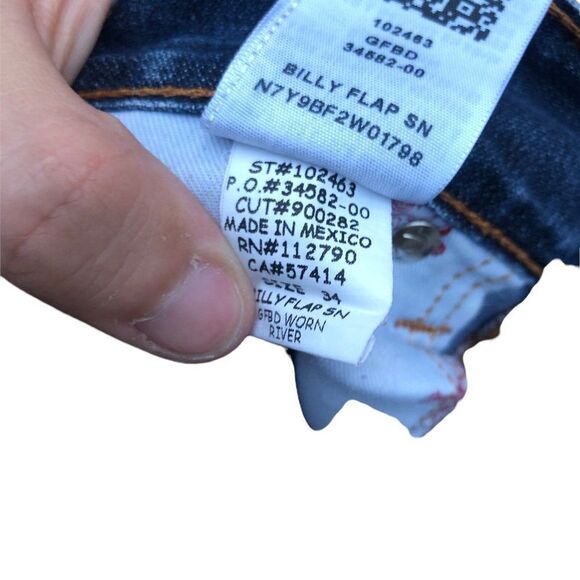 102463
GFBD
34582-00
BILLY FLAP SN
N7Y9BF2W01798
ST#102463
P.O.#34582-00
CUT#900282
MADE IN MEXICO
RN#112790
CA#57414
SIZE 34
BILLY FLAP SN
GFBD WORN
RIVER